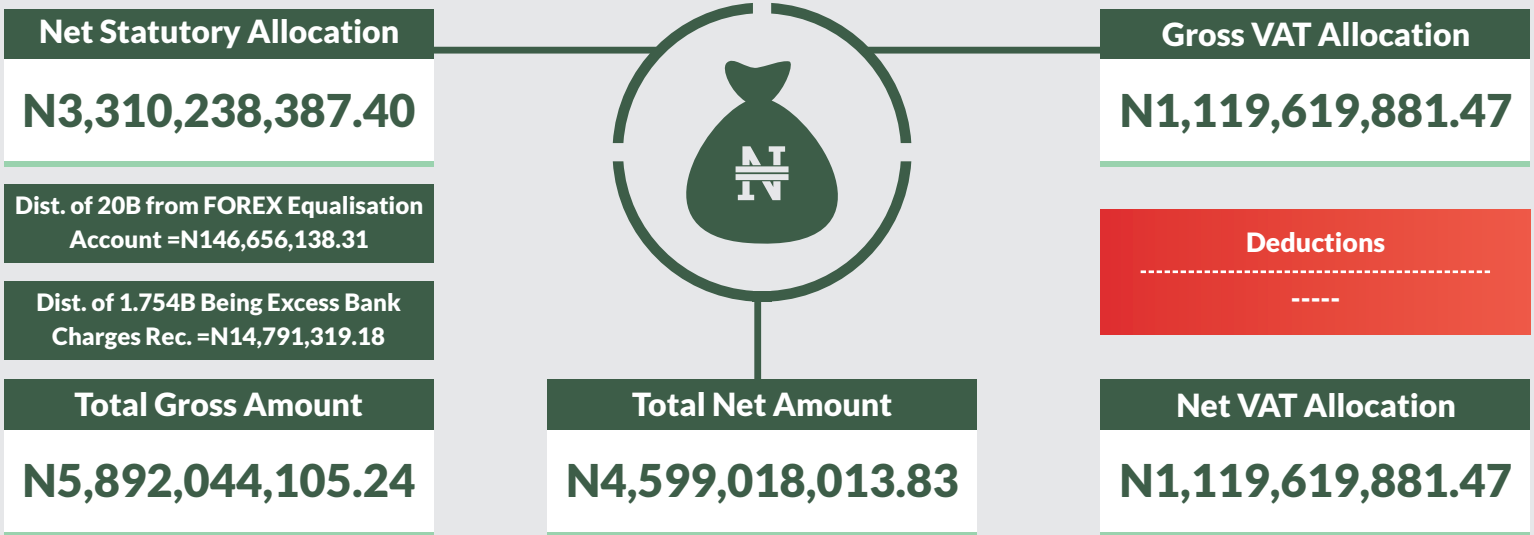 Net Statutory Allocation
N3,310,238,387.40
Dist. of 20B from FOREX Equalisation
Account =N146,656,138.31
Dist. of 1.754B Being Excess Bank
Charges Rec. =N14,791,319.18
Total Gross Amount
N5,892,044,105.24
₦
Total Net Amount
N4,599,018,013.83
Gross VAT Allocation
N1,119,619,881.47
Deductions
-----
Net VAT Allocation
N1,119,619,881.47